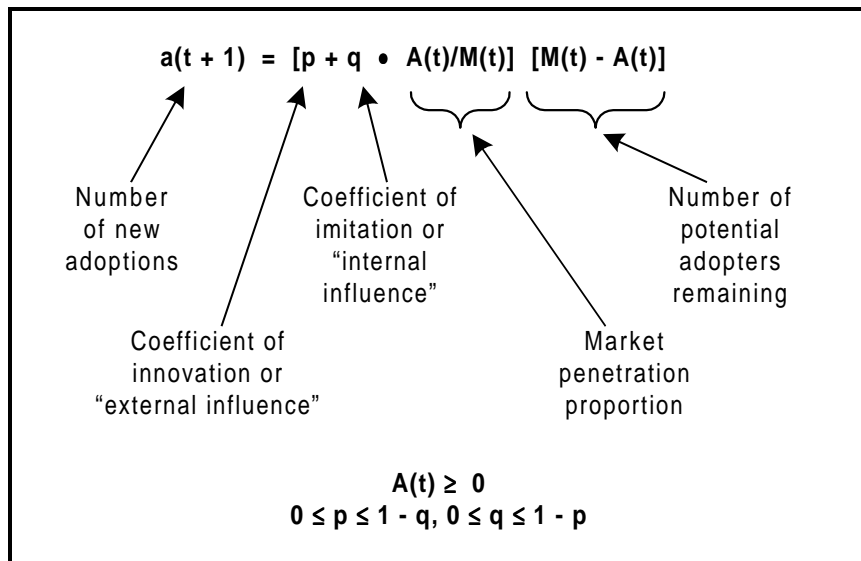 a(t + 1) = [p + q • A(t)/M(t)] [M(t) - A(t)]
Number
of new
adoptions
Coefficient of
imitation or
“internal
influence”
Number of
potential
adopters
remaining
Coefficient of
innovation or
“external influence”
Market
penetration
proportion
A(t) ≥ 0
0 ≤ p ≤ 1 - q, 0 ≤ q ≤ 1 - p